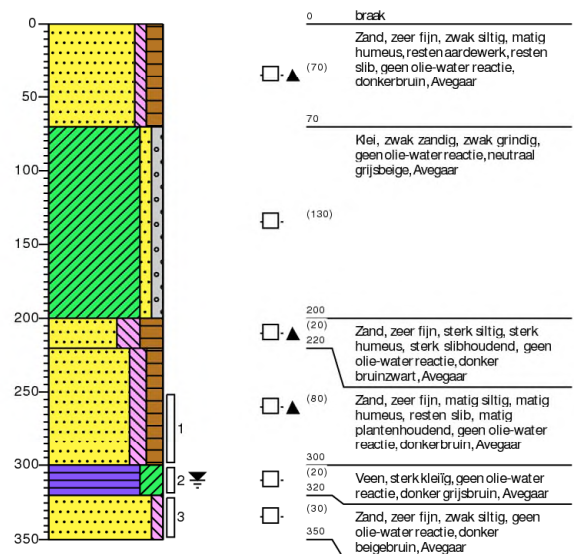 0
50
100
150
200
250
300
350
1
2
3
0 braak
Zand, zeer fijn, zwak siltig, matig
humeus, resten aardewerk, resten
(70) slib, geen olie-water reactie,
donkerbruin, Avegaar
70
Klei, zwak zandig, zwak grindig,
geen olie-water reactie, neutraal
grijsbeige, Avegaar
(130)
200
(20) Zand, zeer fijn, sterk siltig, sterk
220 humeus, sterk slibhoudend, geen
olie-water reactie, donker
bruinzwart, Avegaar
(80) Zand, zeer fijn, matig siltig, matig
humeus, resten slib, matig
plantenhoudend, geen olie-water
reactie, donkerbruin, Avegaar
300
(20) Veen, sterk kleiïg, geen olie-water
320 reactie, donker grijsbruin, Avegaar
(30) Zand, zeer fijn, zwak siltig, geen
350 olie-water reactie, donker
beigebruin, Avegaar